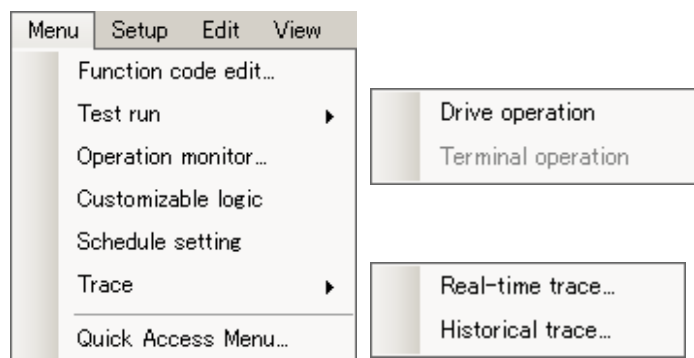 Menu Setup Edit View
Function code edit...
Test run
Operation monitor...
Customizable logic
Schedule setting
Trace
Quick Access Menu...
Drive operation
Terminal operation
Real-time trace...
Historical trace...